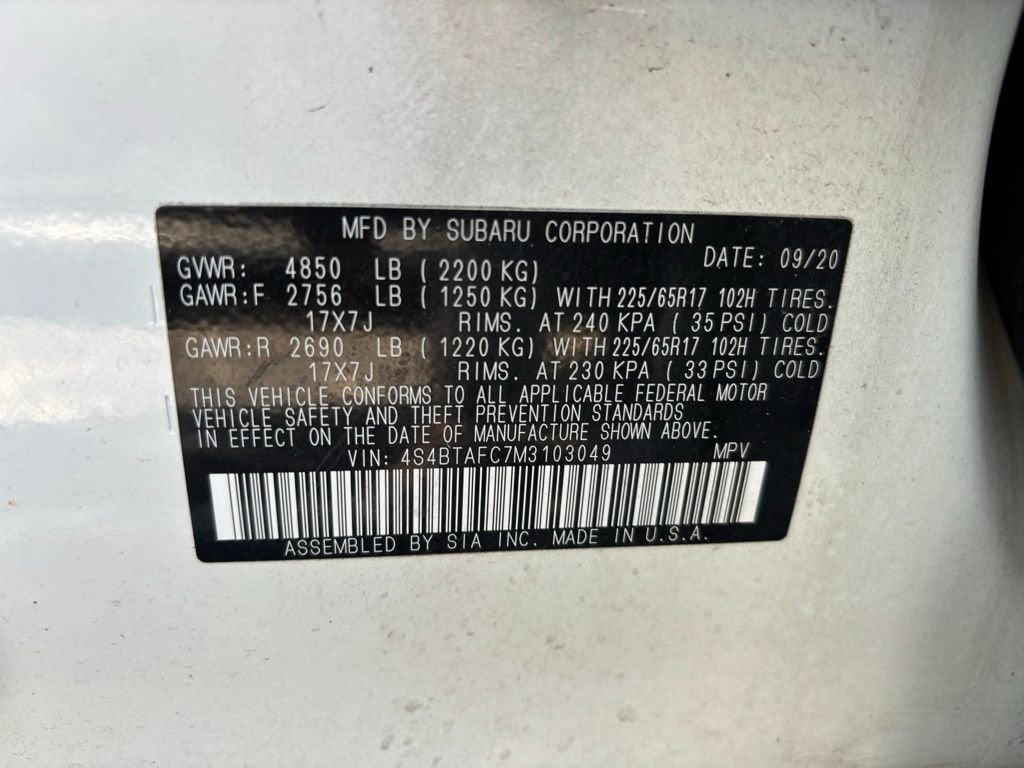 MFD BY SUBARU CORPORATION
DATE: 09/20
GVWR: 4850 LB ( 2200 KG)
GAWR:F 2756 LB ( 1250 KG) WITH 225/65R17 102H TIRES.
17X7J RIMS. AT 240 KPA ( 35 PSI) COLD
GAWR:R 2690 LB ( 1220 KG) WITH 225/65R17 102H TIRES.
17X7J RIMS. AT 230 KPA ( 33 PSI) COLD
THIS VEHICLE CONFORMS TO ALL APPLICABLE FEDERAL MOTOR
VEHICLE SAFETY AND THEFT PREVENTION STANDARDS
IN EFFECT ON THE DATE OF MANUFACTURE SHOWN ABOVE.
VIN: 4S4BTAFC7M3103049 MPV
ASSEMBLED BY SIA INC. MADE IN U.S.A.